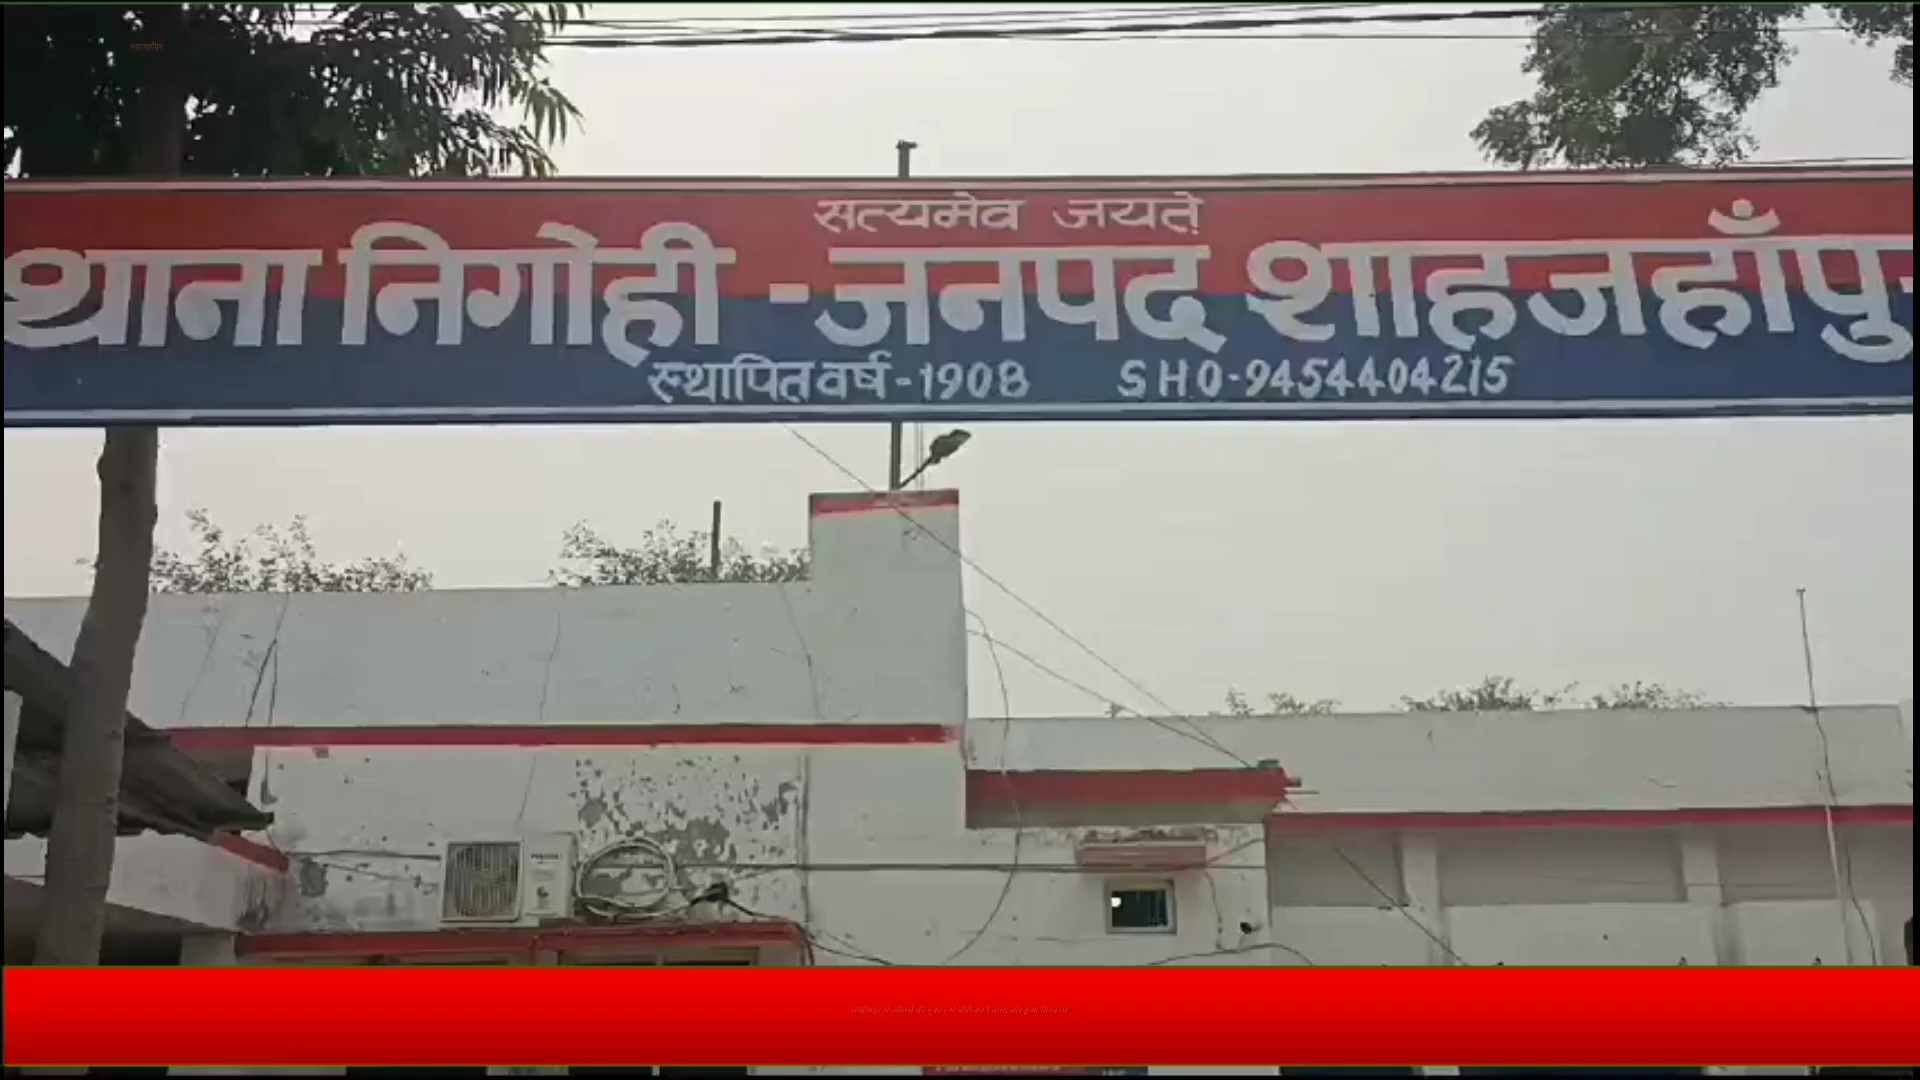 सत्यमेव जयते
थाना निगोही - जनपद शाहजहाँपु
स्थापित वर्ष - 1908 SHO-9454404215